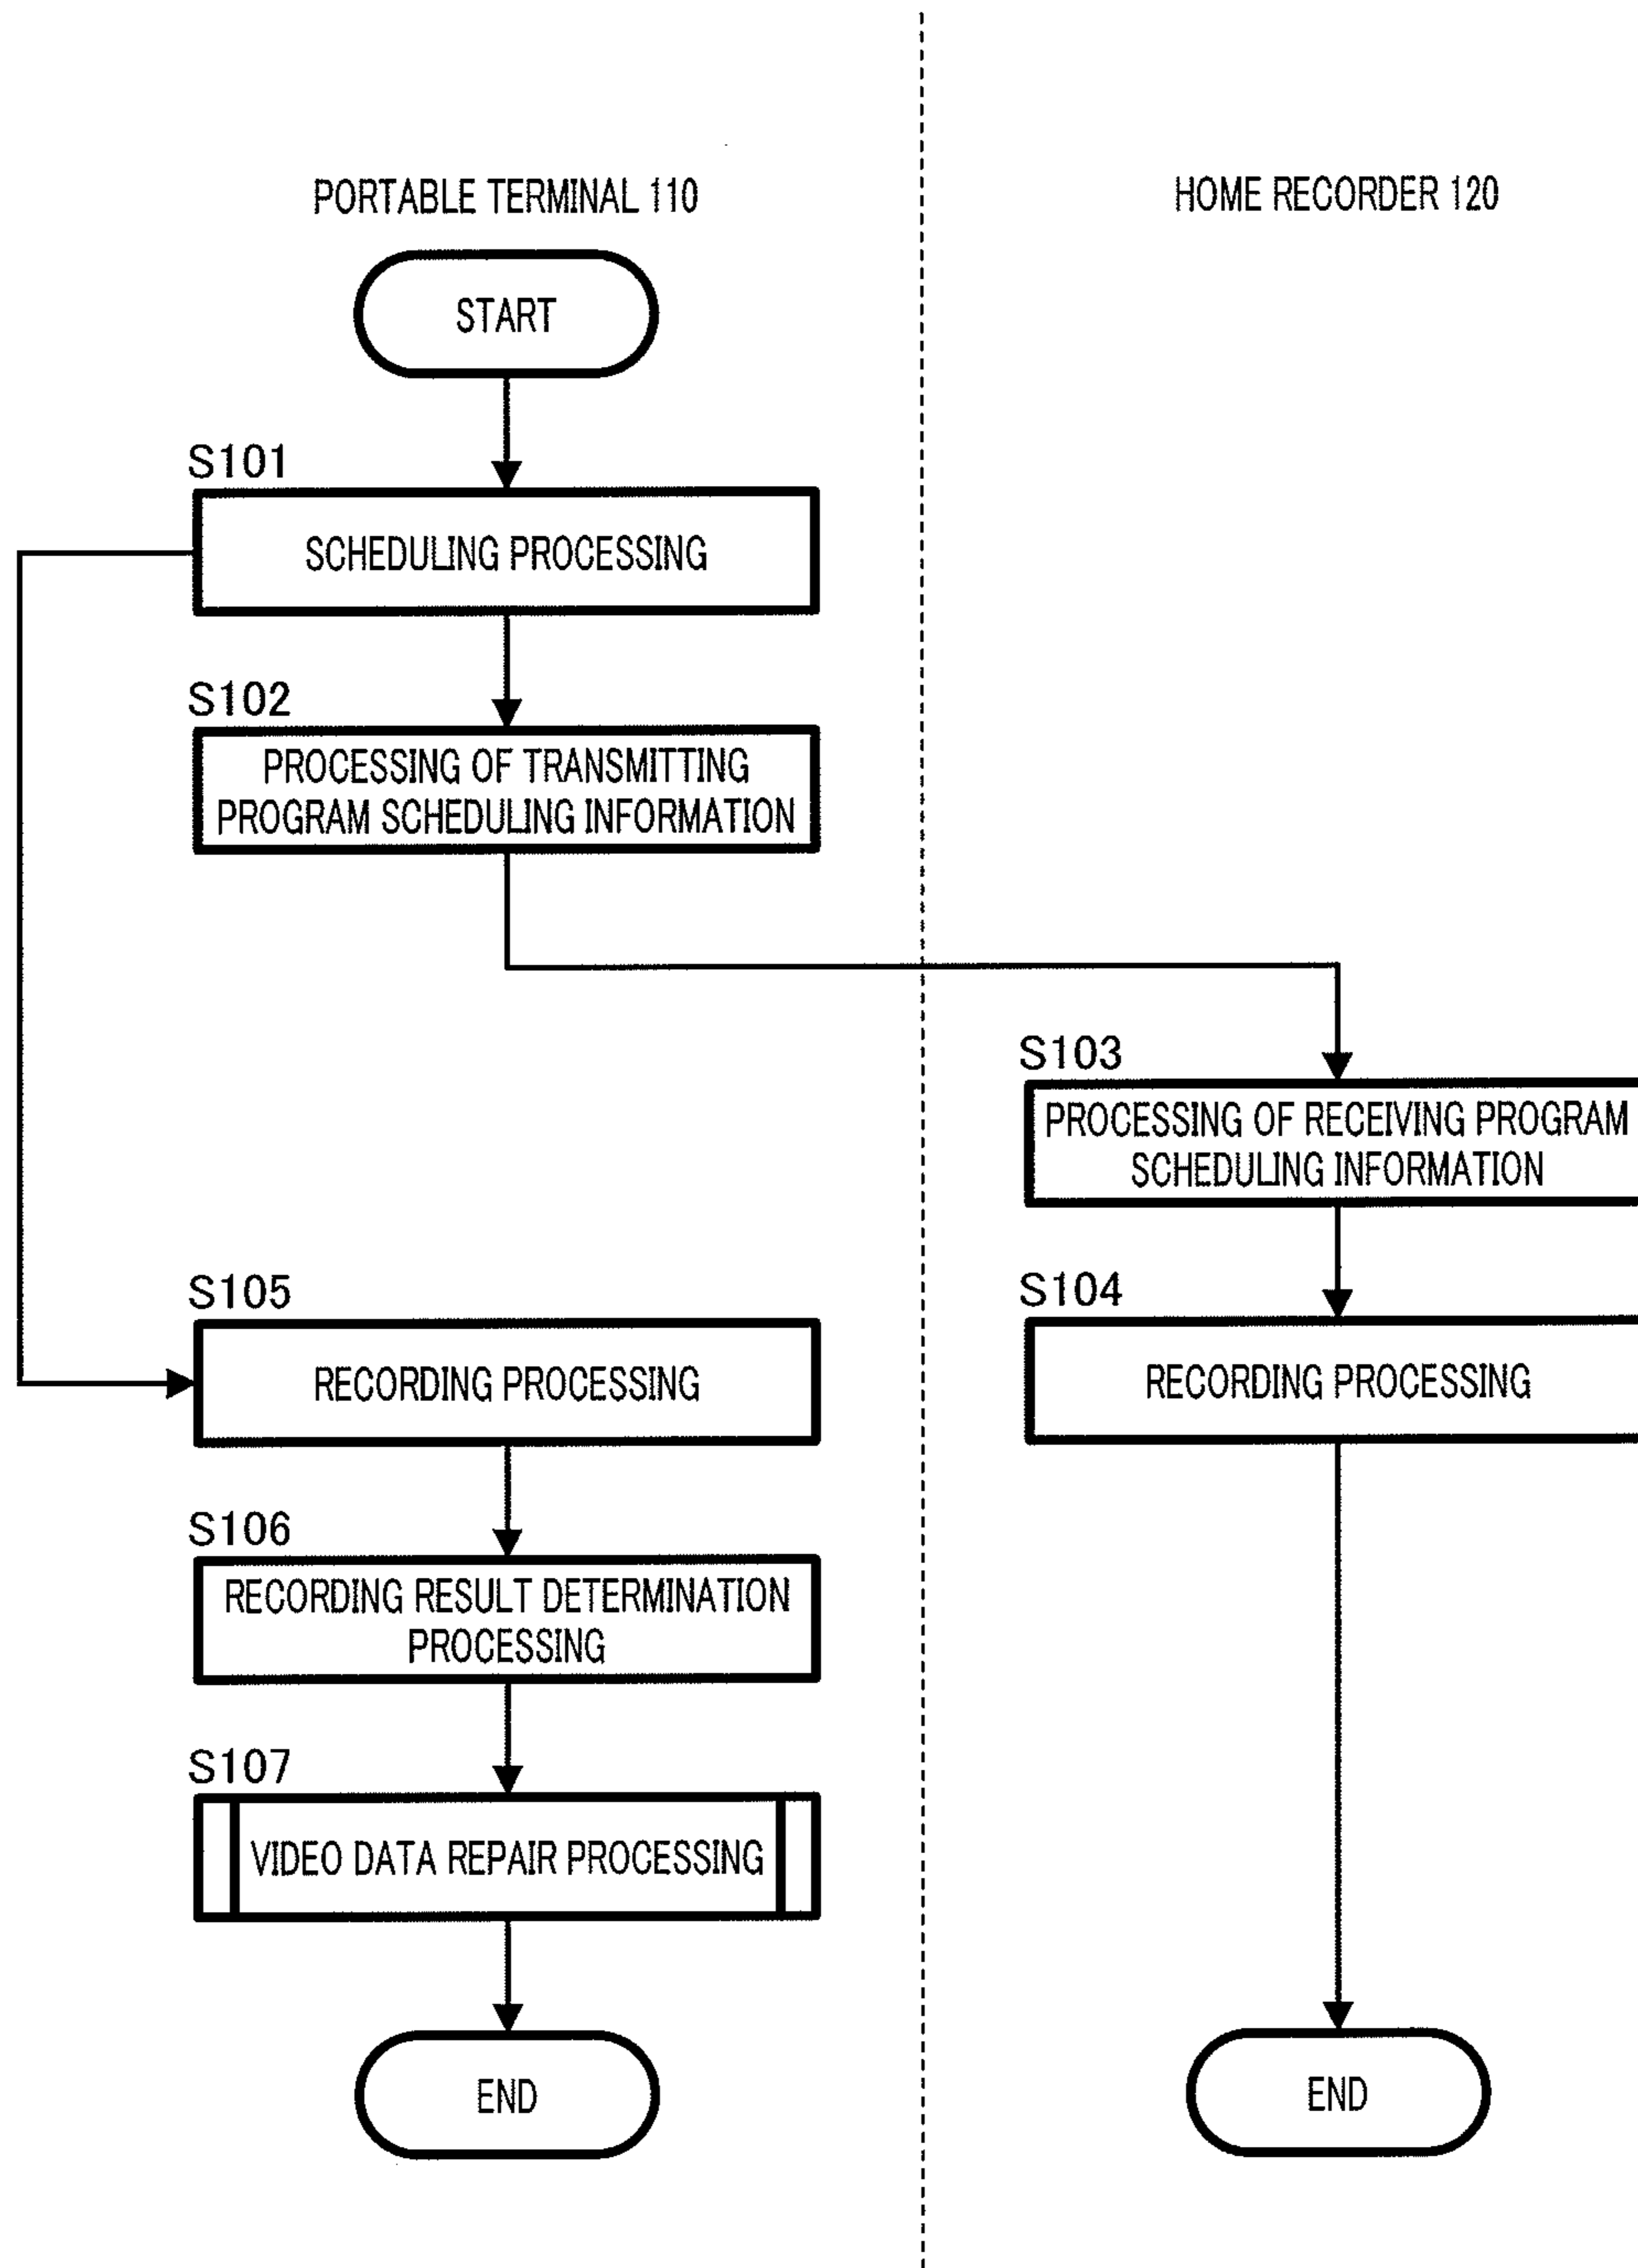 PORTABLE TERMINAL 110
HOME RECORDER 120
START
S101
SCHEDULING PROCESSING
S102
PROCESSING OF TRANSMITTING
PROGRAM SCHEDULING INFORMATION
S103
PROCESSING OF RECEIVING PROGRAM
SCHEDULING INFORMATION
S105
RECORDING PROCESSING
S104
RECORDING PROCESSING
S106
RECORDING RESULT DETERMINATION
PROCESSING
S107
VIDEO DATA REPAIR PROCESSING
END
END